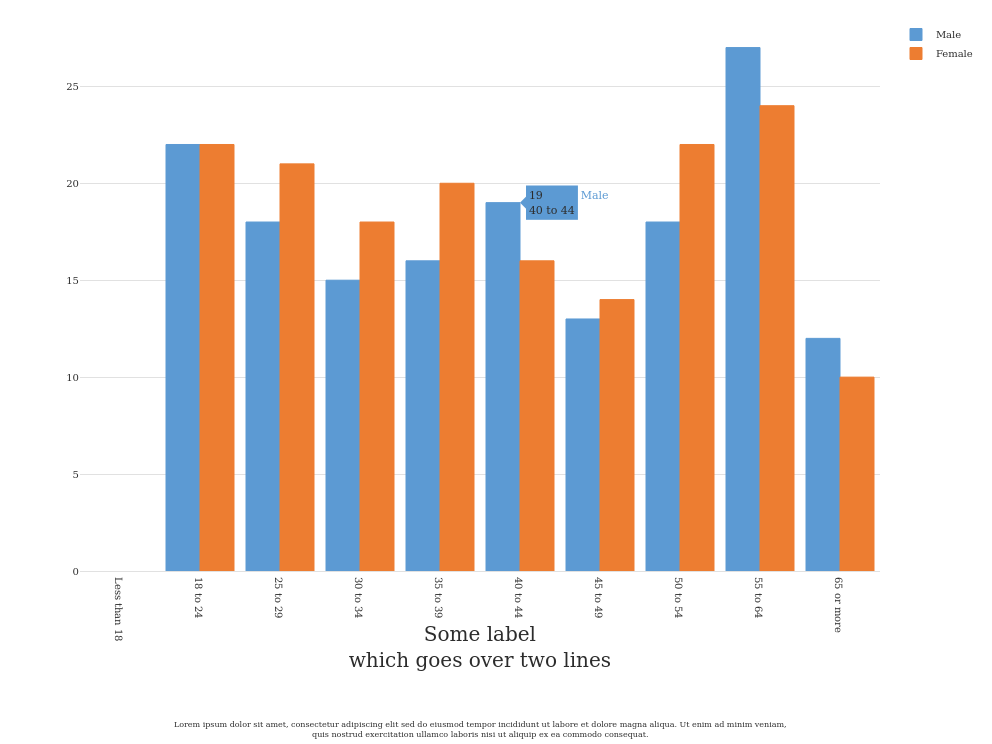 Male
Female
25
20
15
10
5
0
19
40 to 44
Male
Less than 18
18 to 24
25 to 29
30 to 34
35 to 39
40 to 44
45 to 49
50 to 54
55 to 64
65 or more
Some label
which goes over two lines
Lorem ipsum dolor sit amet, consectetur adipiscing elit sed do eiusmod tempor incididunt ut labore et dolore magna aliqua. Ut enim ad minim veniam,
quis nostrud exercitation ullamco laboris nisi ut aliquip ex ea commodo consequat.